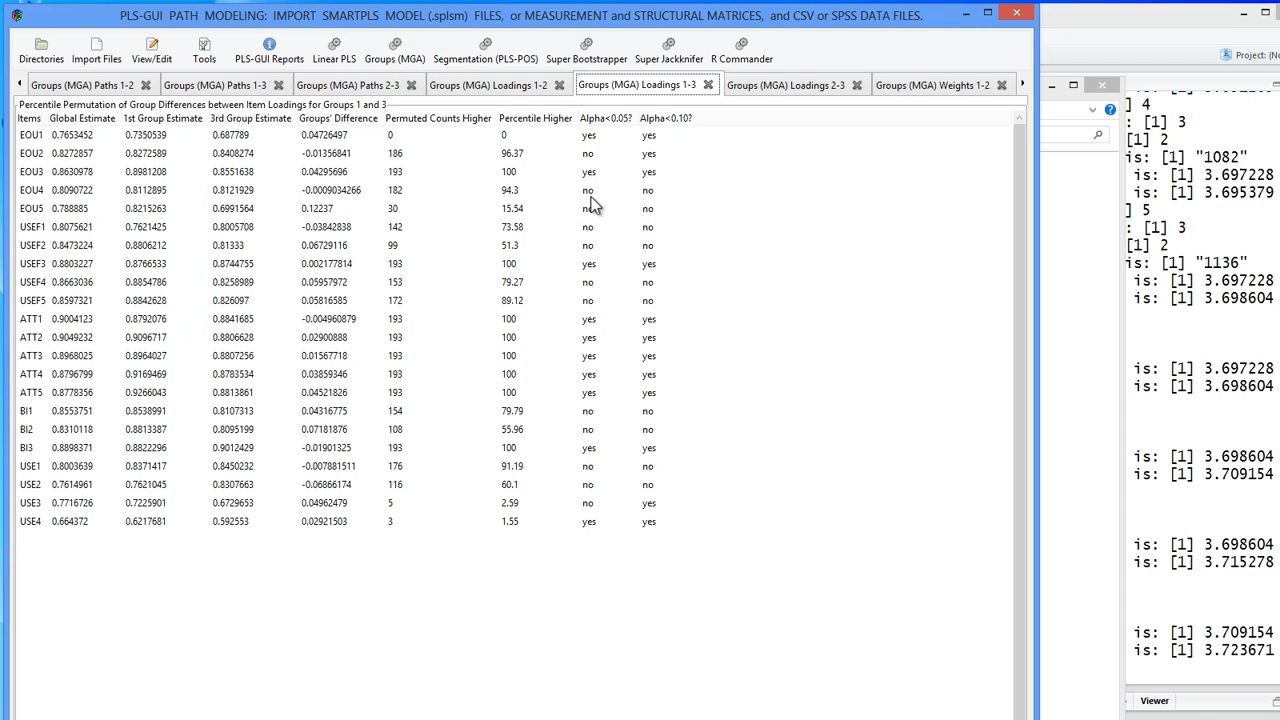 PLS-GUI PATH MODELING: IMPORT SMARTPLS MODEL (.splsm) FILES, or MEASUREMENT and STRUCTURAL MATRICES, and CSV or SPSS DATA FILES.
Directories Import Files View/Edit Tools PLS-GUI Reports Linear PLS Groups (MGA) Segmentation (PLS-POS) Super Bootstrapper Super Jackknifer R Commander
Groups (MGA) Paths 1-2 Groups (MGA) Paths 1-3 Groups (MGA) Paths 2-3 Groups (MGA) Loadings 1-2 Groups (MGA) Loadings 1-3 Groups (MGA) Loadings 2-3 Groups (MGA) Weights 1-2
Percentile Permutation of Group Differences between Item Loadings for Groups 1 and 3
Items Global Estimate 1st Group Estimate 3rd Group Estimate Groups' Difference Permuted Counts Higher Percentile Higher Alpha<0.05? Alpha<0.10?
EOU1 0.7653452 0.7350539 0.687789 0.04726497 0 0 yes yes
EOU2 0.8272857 0.8272589 0.8408274 -0.01356841 186 96.37 no yes
EOU3 0.8630978 0.8981208 0.8551638 0.04295696 193 100 yes yes
EOU4 0.8090722 0.8112895 0.8121929 -0.0009034266 182 94.3 no no
EOU5 0.788885 0.8215263 0.6991564 0.12237 30 15.54 no no
USEF1 0.8075621 0.7621425 0.8005708 -0.03842838 142 73.58 no no
USEF2 0.8473224 0.8806212 0.81333 0.06729116 99 51.3 no no
USEF3 0.8803227 0.8766533 0.8744755 0.002177814 193 100 yes yes
USEF4 0.8663036 0.8854786 0.8258989 0.05957972 153 79.27 no no
USEF5 0.8597321 0.8842628 0.826097 0.05816585 172 89.12 no no
ATT1 0.9004123 0.8792076 0.8841685 -0.004960879 193 100 yes yes
ATT2 0.9049232 0.9096717 0.8806628 0.02900888 193 100 yes yes
ATT3 0.8968025 0.8964027 0.8807256 0.01567718 193 100 yes yes
ATT4 0.8796799 0.9169469 0.8783534 0.03859346 193 100 yes yes
ATT5 0.8778356 0.9266043 0.8813861 0.04521826 193 100 yes yes
BI1 0.8553751 0.8538991 0.8107313 0.04316775 154 79.79 no no
BI2 0.8310118 0.8813387 0.8095199 0.07181876 108 55.96 no no
BI3 0.8898371 0.8822296 0.9012429 -0.01901325 193 100 yes yes
USE1 0.8003639 0.8371417 0.8450232 -0.007881511 176 91.19 no no
USE2 0.7614961 0.7621045 0.8307663 -0.06866174 116 60.1 no no
USE3 0.7716726 0.7225901 0.6729653 0.04962479 5 2.59 no yes
USE4 0.664372 0.6217681 0.592553 0.02921503 3 1.55 yes yes
Project: (No
] 4
: [1] 3
[1] 2
is: [1] "1082"
is: [1] 3.697228
is: [1] 3.695379
] 5
: [1] 3
[1] 2
is: [1] "1136"
is: [1] 3.697228
is: [1] 3.698604
is: [1] 3.697228
is: [1] 3.698604
is: [1] 3.698604
is: [1] 3.709154
is: [1] 3.698604
is: [1] 3.715278
is: [1] 3.709154
is: [1] 3.723671
Viewer